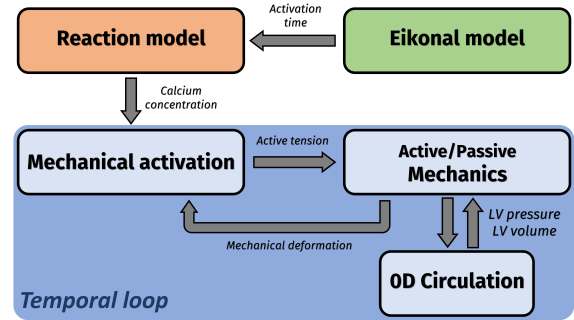 Activation
time
Reaction model
Eikonal model
Calcium
concentration
Active tension
Mechanical activation
Active/Passive
Mechanics
LV pressure
LV volume
Mechanical deformation
0D Circulation
Temporal loop